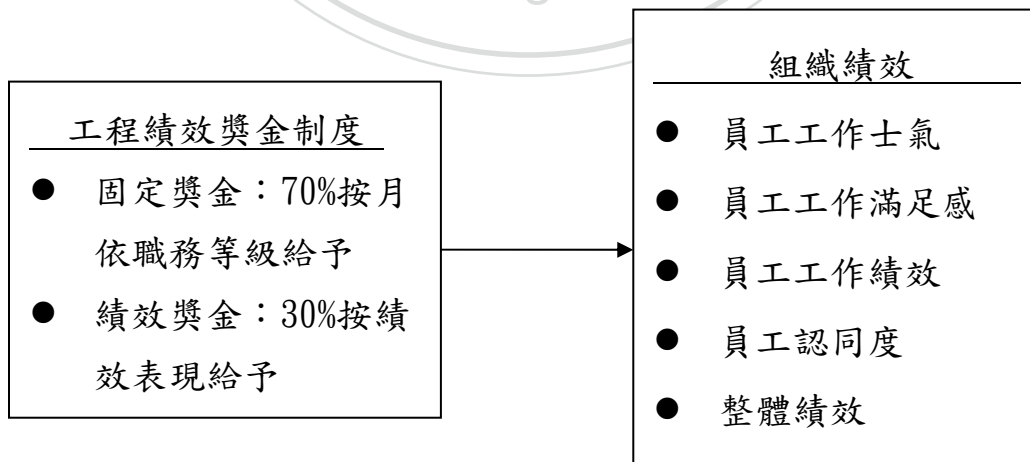 工程績效獎金制度
● 固定獎金：70%按月
依職務等級給予
● 績效獎金：30%按績
效表現給予
組織績效
● 員工工作士氣
● 員工工作滿足感
● 員工工作績效
● 員工認同度
● 整體績效